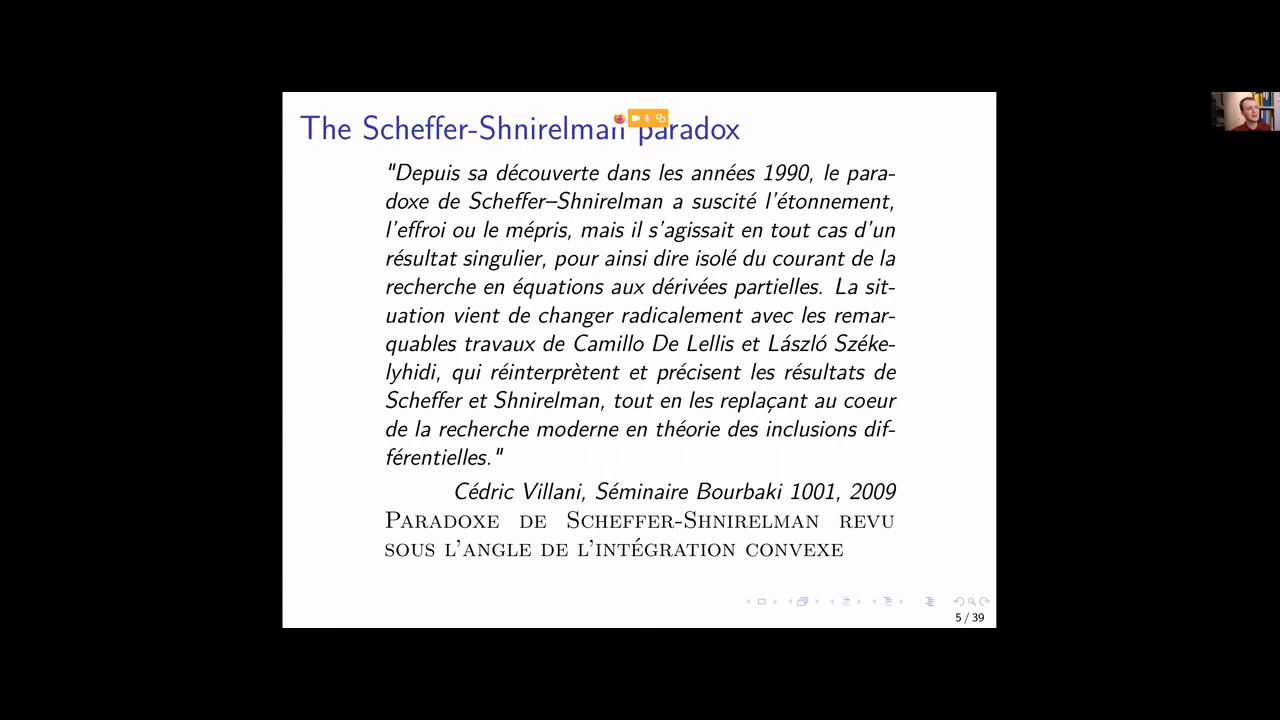 The Scheffer-Shnirelman paradox
"Depuis sa découverte dans les années 1990, le para-
doxe de Scheffer–Shnirelman a suscité l'étonnement,
l'effroi ou le mépris, mais il s'agissait en tout cas d'un
résultat singulier, pour ainsi dire isolé du courant de la
recherche en équations aux dérivées partielles. La sit-
uation vient de changer radicalement avec les remar-
quables travaux de Camillo De Lellis et László Széke-
lyhidi, qui réinterprètent et précisent les résultats de
Scheffer et Shnirelman, tout en les replaçant au coeur
de la recherche moderne en théorie des inclusions dif-
férentielles."
Cédric Villani, Séminaire Bourbaki 1001, 2009
PARADOXE DE SCHEFFER-SHNIRELMAN REVU
SOUS L'ANGLE DE L'INTÉGRATION CONVEXE
5 / 39